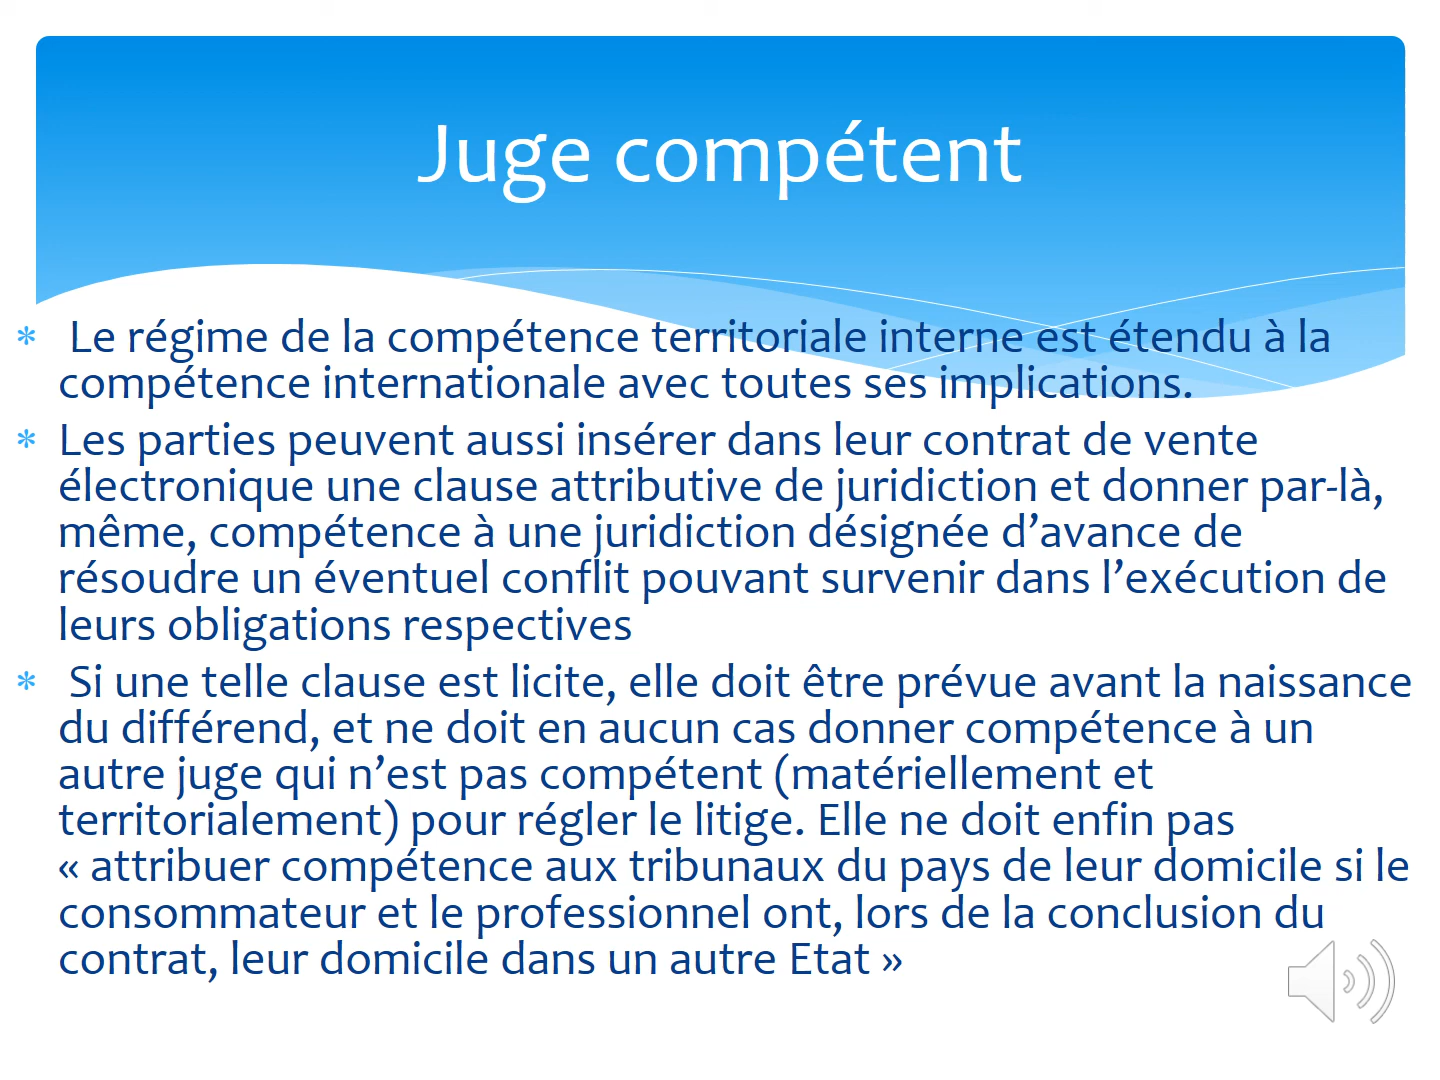 Juge compétent
* Le régime de la compétence territoriale interne est étendu à la
compétence internationale avec toutes ses implications.
* Les parties peuvent aussi insérer dans leur contrat de vente
électronique une clause attributive de juridiction et donner par-là,
même, compétence à une juridiction désignée d’avance de
résoudre un éventuel conflit pouvant survenir dans l’exécution de
leurs obligations respectives
* Si une telle clause est licite, elle doit être prévue avant la naissance
du différend, et ne doit en aucun cas donner compétence à un
autre juge qui n’est pas compétent (matériellement et
territorialement) pour régler le litige. Elle ne doit enfin pas
« attribuer compétence aux tribunaux du pays de leur domicile si le
consommateur et le professionnel ont, lors de la conclusion du
contrat, leur domicile dans un autre Etat »